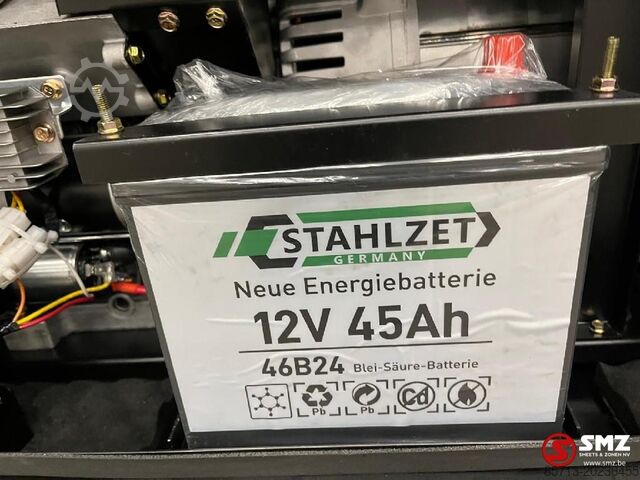 STAHLZET
GERMANY
Neue Energiebatterie
12V 45Ah
46B24 Blei-Säure-Batterie
Pb Pb Cd
SMZ
SMEETS & ZONEN NV
www.smz.be